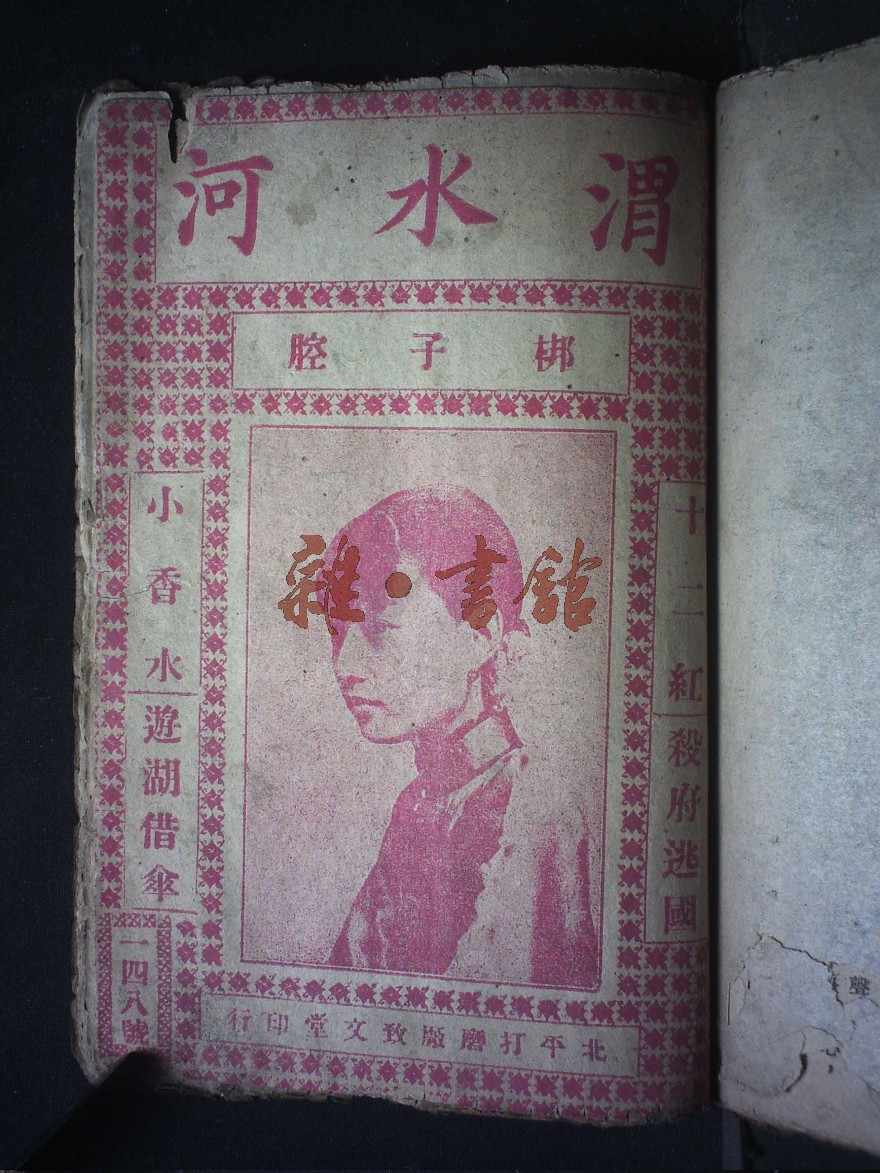 渭水河
梆子腔
十二紅
殺府逃國
小香水
遊湖借傘
一四八號
北平打磨廠致文堂印行
雜·書館
聲